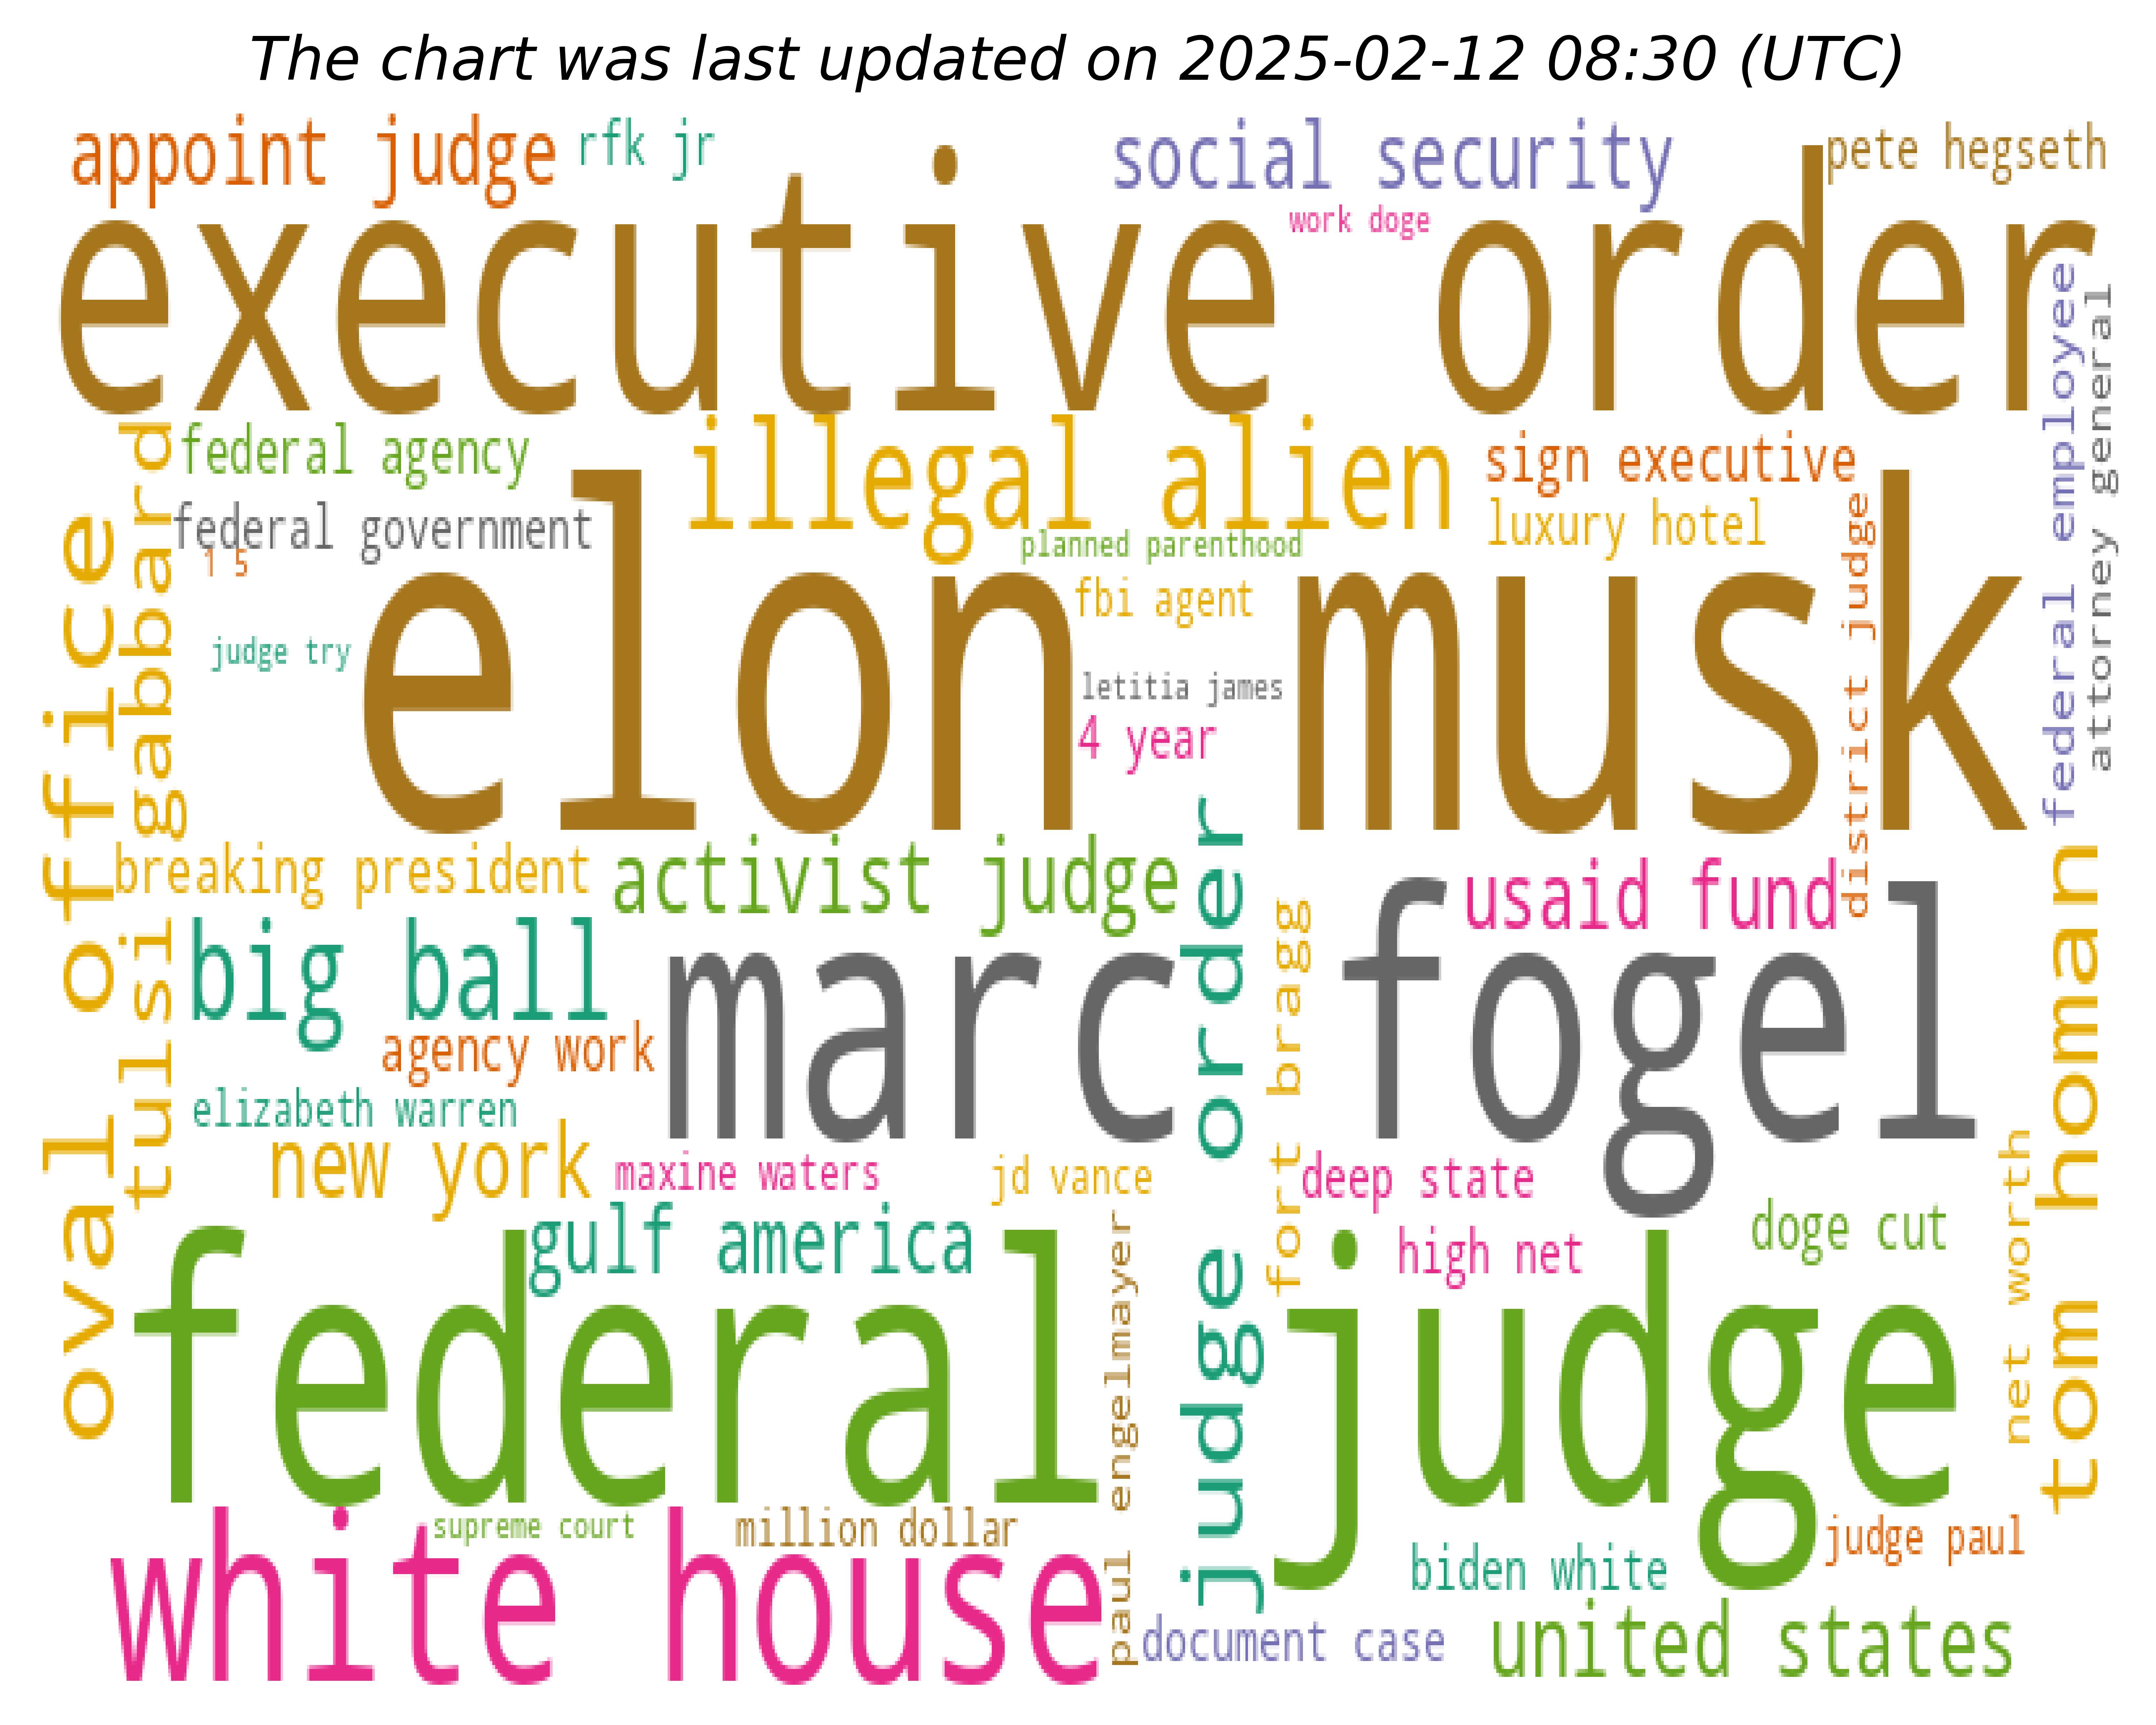 The chart was last updated on 2025-02-12 08:30 (UTC)
appoint judge
rfk jr
social security
pete hegseth
work doge
executive order
federal employee
attorney general
federal agency
illegal alien
sign executive
federal government
luxury hotel
1 5
planned parenthood
fbi agent
judge try
elon musk
letitia james
4 year
district judge
oval office
tulsi gabbard
breaking president
activist judge
usaid fund
big ball
marc fogel
judge order
fort bragg
tom homan
agency work
elizabeth warren
new york
maxine waters
jd vance
deep state
net worth
gulf america
high net
doge cut
federal judge
paul engelmayer
supreme court
million dollar
judge paul
white house
biden white
document case
united states